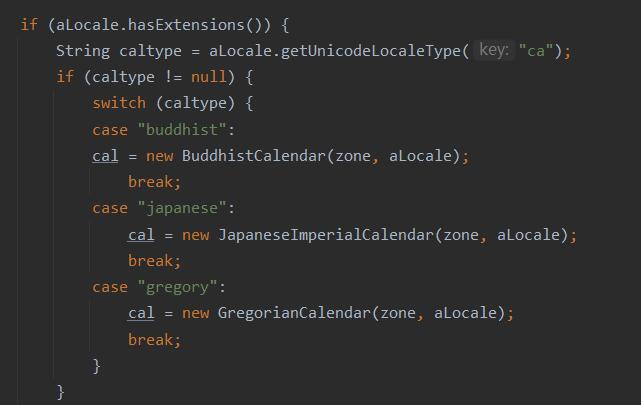 if (aLocale.hasExtensions()) {
    String caltype = aLocale.getUnicodeLocaleType( key: "ca");
    if (caltype != null) {
        switch (caltype) {
        case "buddhist":
        cal = new BuddhistCalendar(zone, aLocale);
            break;
        case "japanese":
            cal = new JapaneseImperialCalendar(zone, aLocale);
            break;
        case "gregory":
            cal = new GregorianCalendar(zone, aLocale);
            break;
        }
    }